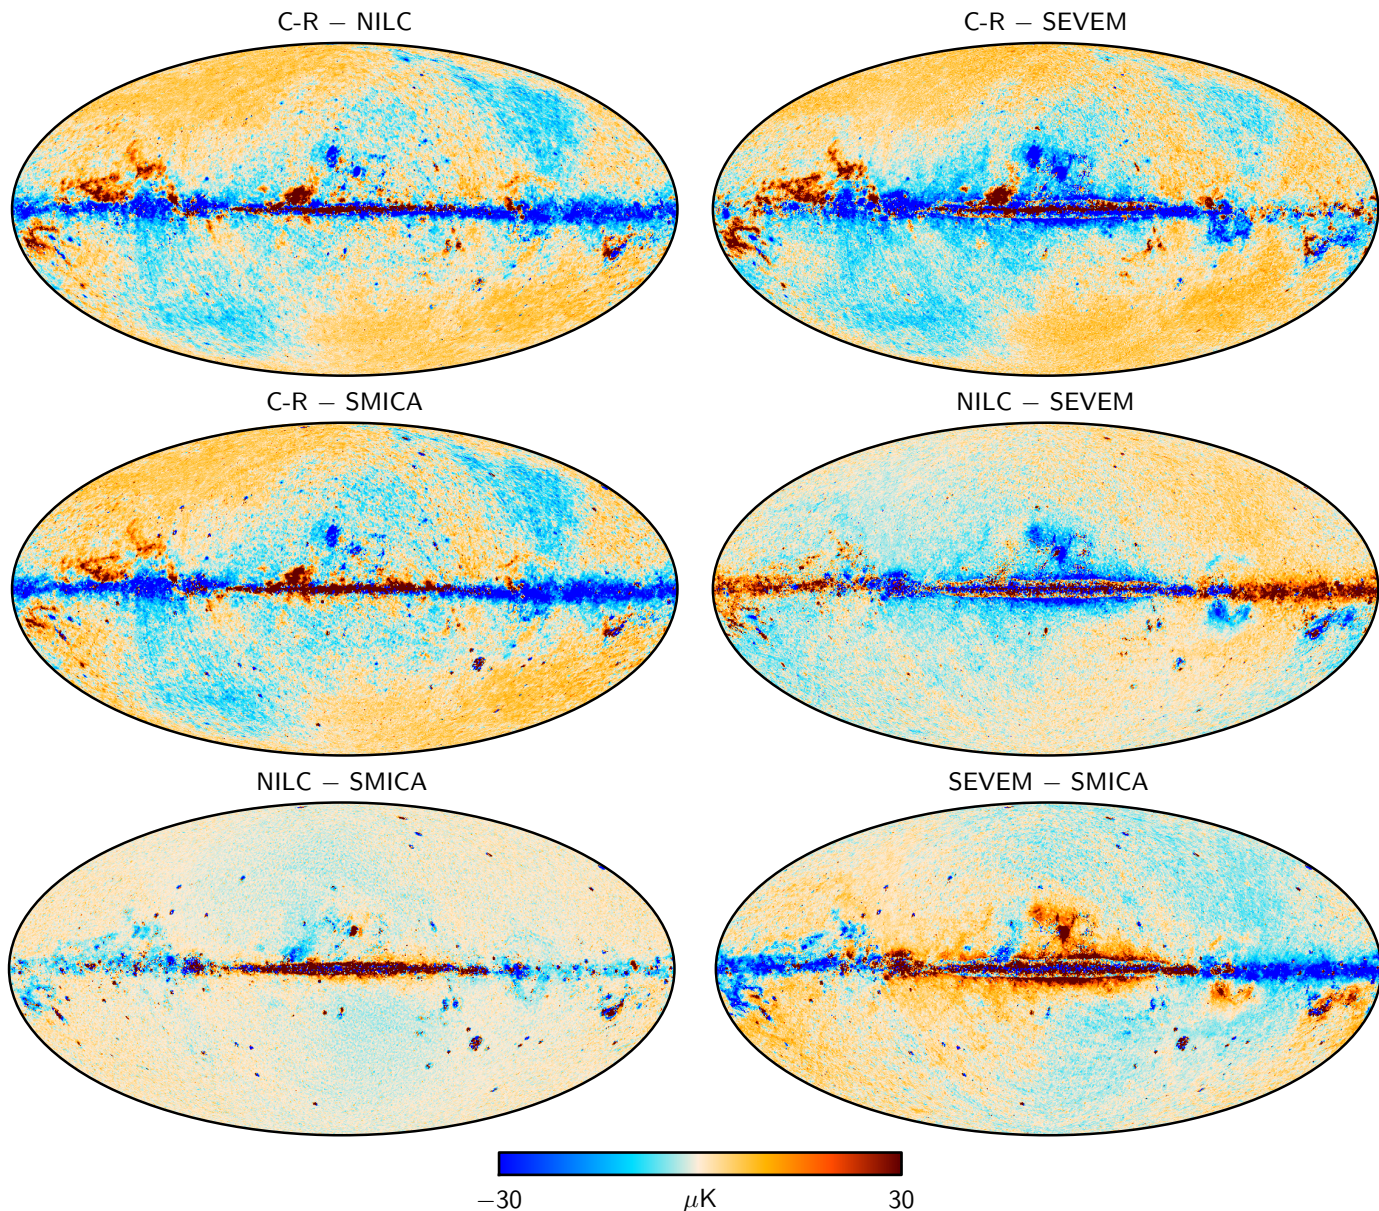 C-R − NILC
C-R − SEVEM
C-R − SMICA
NILC − SEVEM
NILC − SMICA
SEVEM − SMICA
−30 μK 30